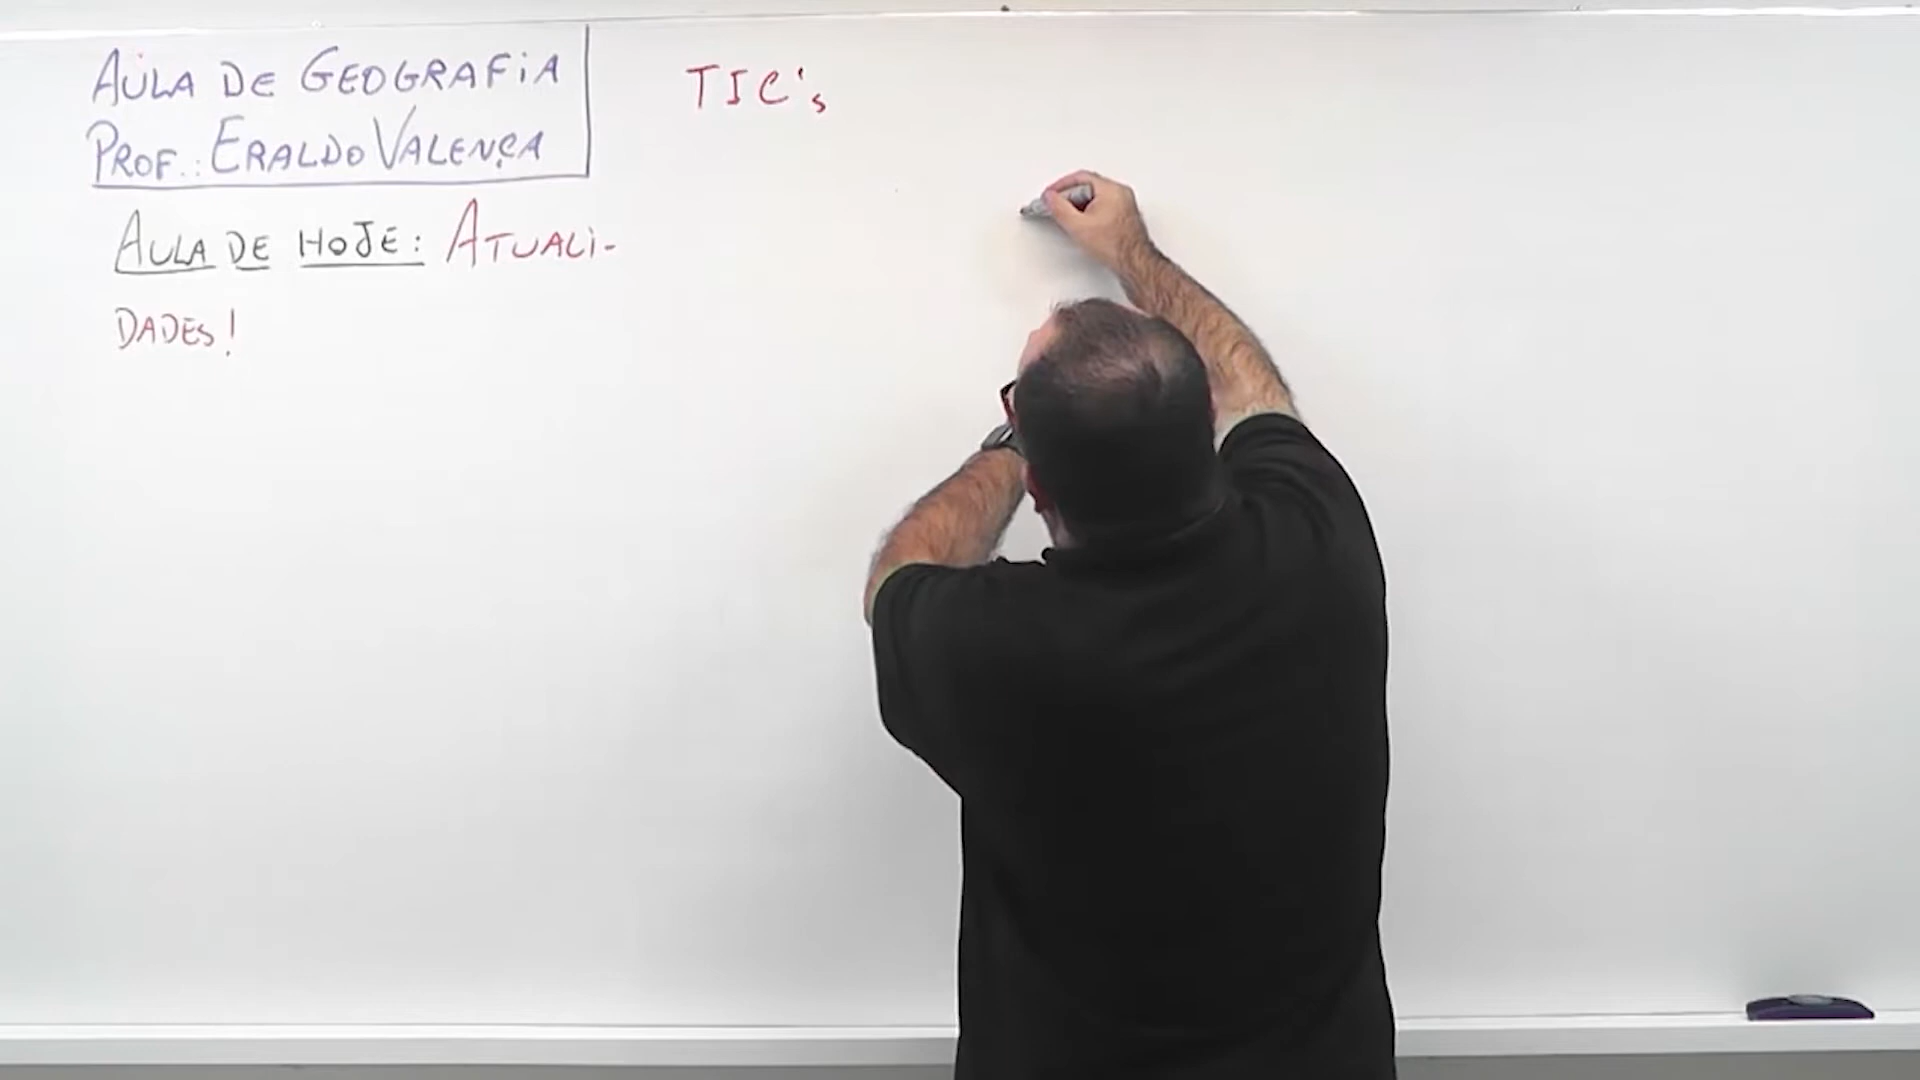 AULA DE GEOGRAFIA
PROF.: ERALDO VALENÇA
AULA DE HOJE: ATUALI-
DADES!
TIC's